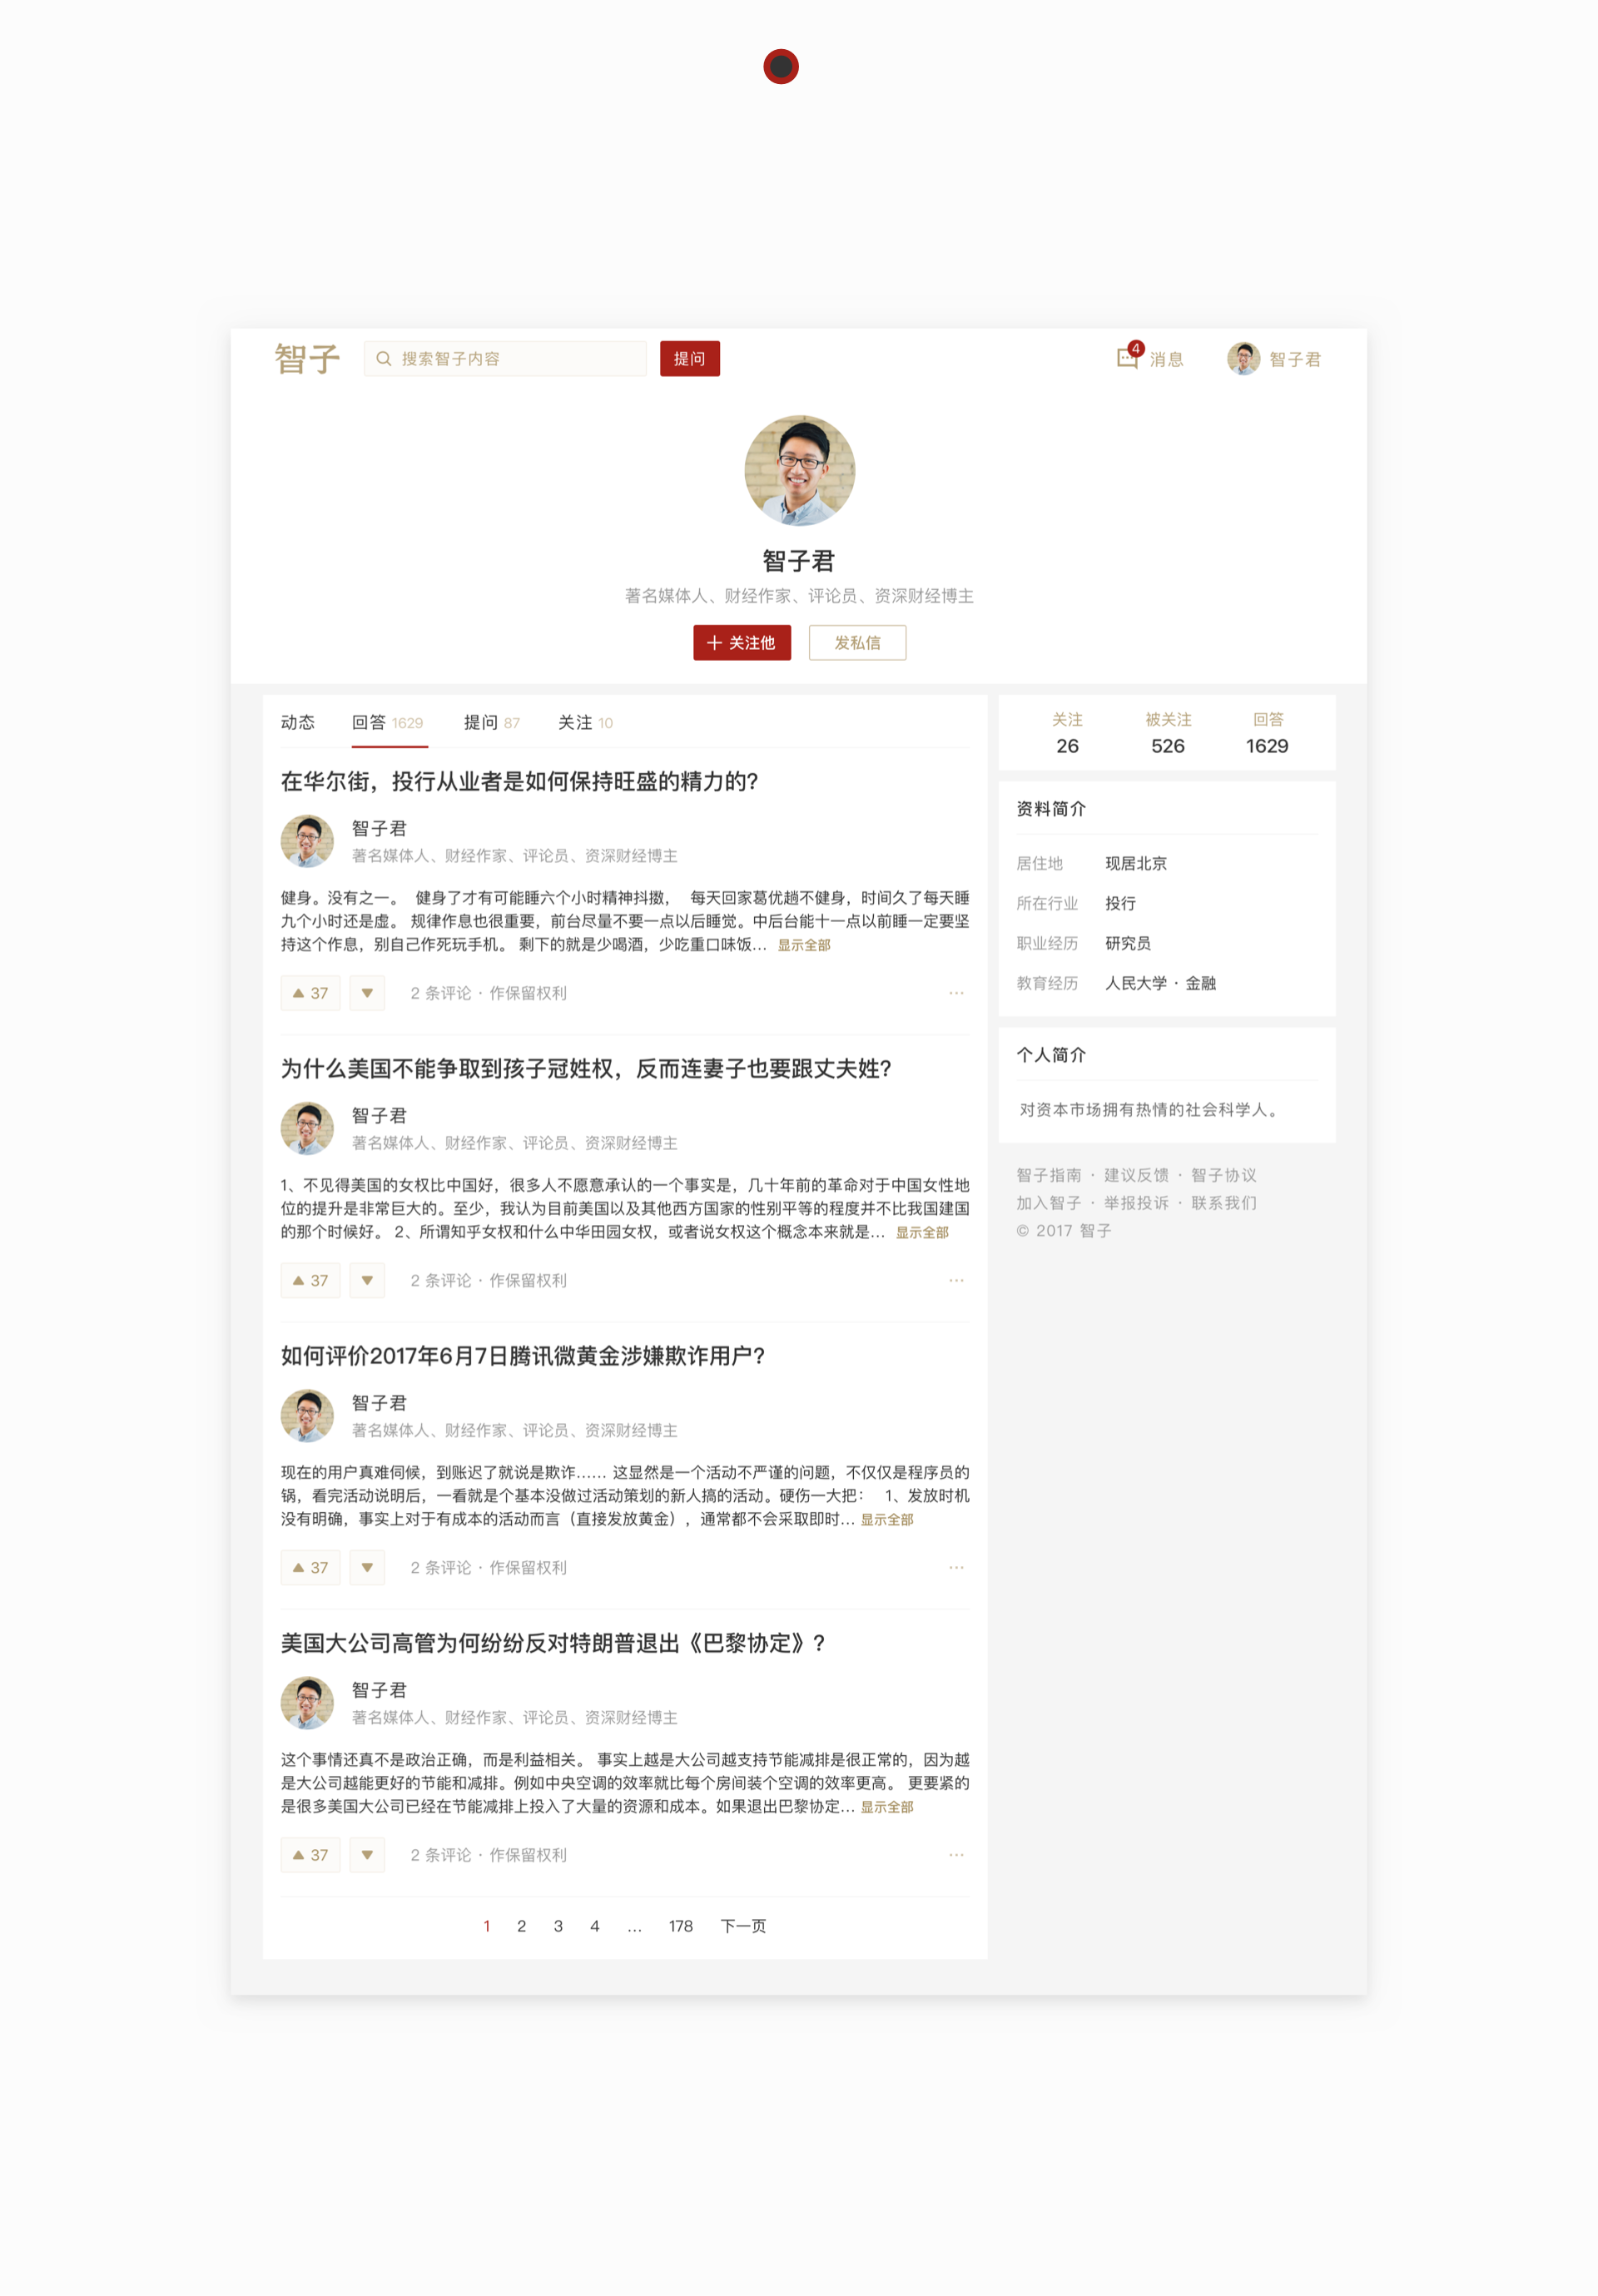 智子
搜索智子内容
提问
4
消息
智子君
智子君
著名媒体人、财经作家、评论员、资深财经博主
关注他
发私信
动态 回答 1629 提问 87 关注 10
在华尔街，投行从业者是如何保持旺盛的精力的?
智子君
著名媒体人、财经作家、评论员、资深财经博主
健身。没有之一。 健身了才有可能睡六个小时精神抖擞， 每天回家葛优趟不健身，时间久了每天睡
九个小时还是虚。 规律作息也很重要，前台尽量不要一点以后睡觉。中后台能十一点以前睡一定要坚
持这个作息，别自己作死玩手机。 剩下的就是少喝酒，少吃重口味饭... 显示全部
37
2 条评论 · 作保留权利
···
为什么美国不能争取到孩子冠姓权，反而连妻子也要跟丈夫姓?
智子君
著名媒体人、财经作家、评论员、资深财经博主
1、不见得美国的女权比中国好，很多人不愿意承认的一个事实是，几十年前的革命对于中国女性地
位的提升是非常巨大的。至少，我认为目前美国以及其他西方国家的性别平等的程度并不比我国建国
的那个时候好。 2、所谓知乎女权和什么中华田园女权，或者说女权这个概念本来就是... 显示全部
37
2 条评论 · 作保留权利
···
如何评价2017年6月7日腾讯微黄金涉嫌欺诈用户?
智子君
著名媒体人、财经作家、评论员、资深财经博主
现在的用户真难伺候，到账迟了就说是欺诈...... 这显然是一个活动不严谨的问题，不仅仅是程序员的
锅，看完活动说明后，一看就是个基本没做过活动策划的新人搞的活动。硬伤一大把： 1、发放时机
没有明确，事实上对于有成本的活动而言（直接发放黄金），通常都不会采取即时... 显示全部
37
2 条评论 · 作保留权利
···
美国大公司高管为何纷纷反对特朗普退出《巴黎协定》?
智子君
著名媒体人、财经作家、评论员、资深财经博主
这个事情还真不是政治正确，而是利益相关。 事实上越是大公司越支持节能减排是很正常的，因为越
是大公司越能更好的节能和减排。例如中央空调的效率就比每个房间装个空调的效率更高。 更要紧的
是很多美国大公司已经在节能减排上投入了大量的资源和成本。如果退出巴黎协定... 显示全部
37
2 条评论 · 作保留权利
···
1 2 3 4 ... 178 下一页
关注 被关注 回答
26 526 1629
资料简介
居住地 现居北京
所在行业 投行
职业经历 研究员
教育经历 人民大学 · 金融
个人简介
对资本市场拥有热情的社会科学人。
智子指南 · 建议反馈 · 智子协议
加入智子 · 举报投诉 · 联系我们
© 2017 智子